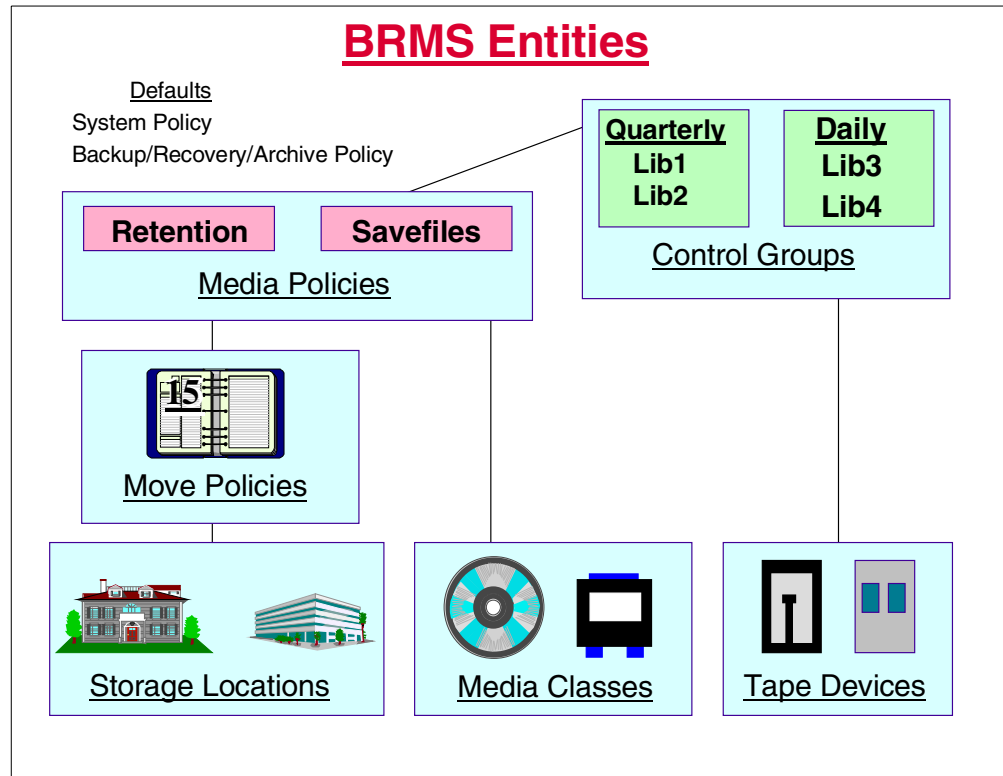 BRMS Entities
Defaults
System Policy
Backup/Recovery/Archive Policy
Quarterly
Lib1
Lib2
Daily
Lib3
Lib4
Control Groups
Retention
Savefiles
Media Policies
15
Move Policies
Storage Locations
Media Classes
Tape Devices